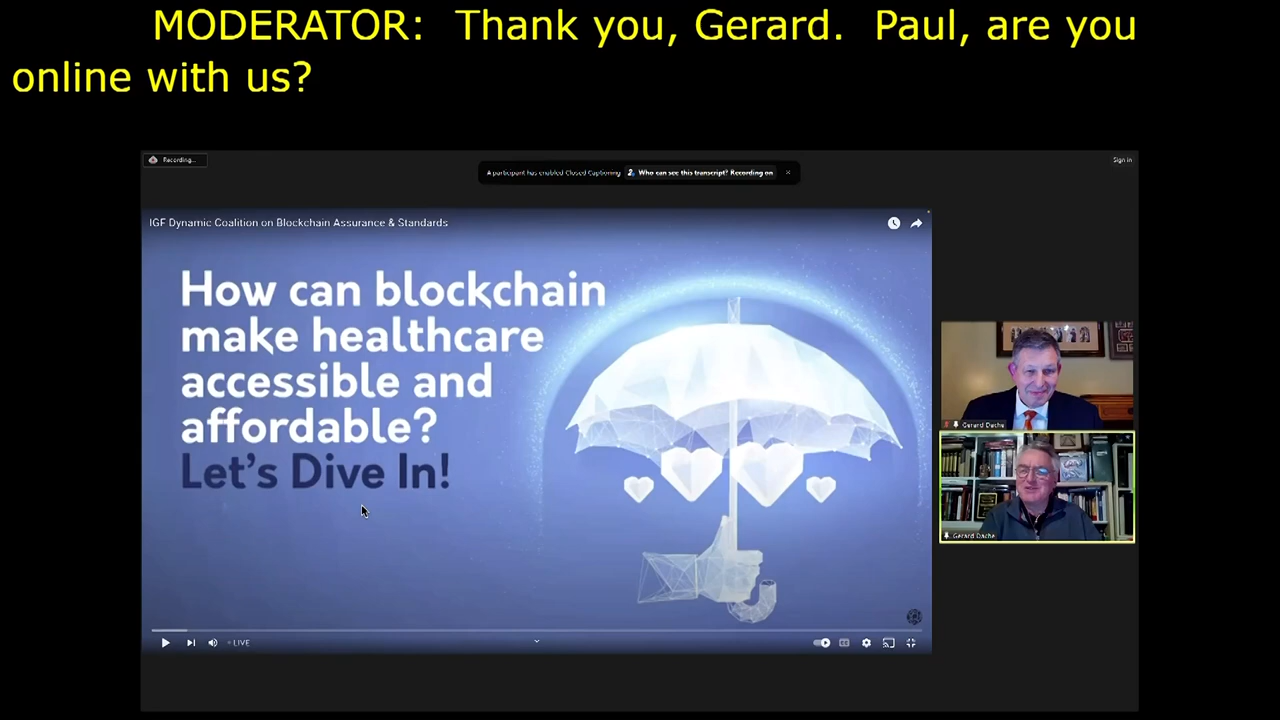 MODERATOR: Thank you, Gerard. Paul, are you
online with us?
Recording...
A participant has enabled Closed Captioning Who can see this transcript? Recording on
Sign in
IGF Dynamic Coalition on Blockchain Assurance & Standards
How can blockchain
make healthcare
accessible and
affordable?
Let's Dive In!
Gerard Dache
Gerard Dache
LIVE